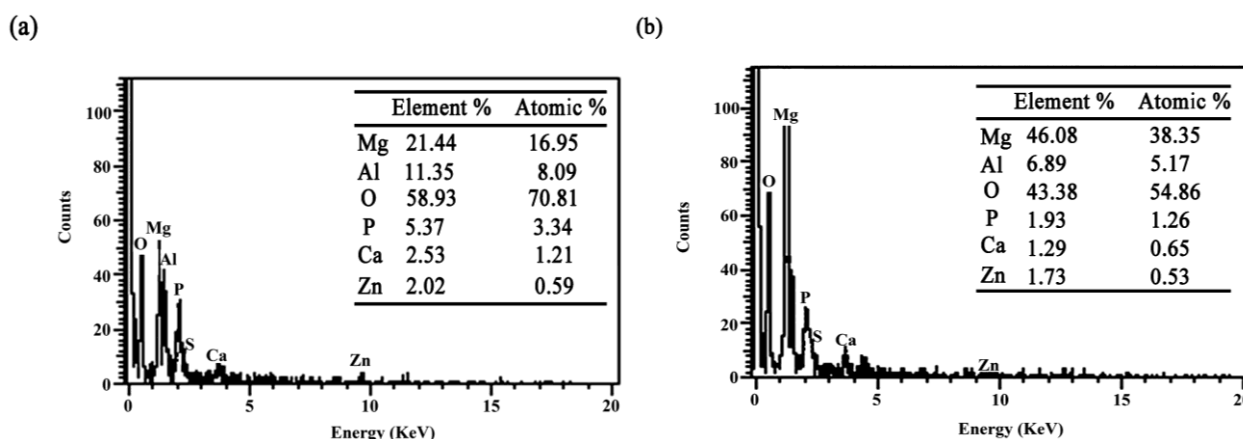 (a)
(b)
Element % Atomic %
Mg 21.44 16.95
Al 11.35 8.09
O 58.93 70.81
P 5.37 3.34
Ca 2.53 1.21
Zn 2.02 0.59
Counts
100
80
60
40
20
0
O
Mg
Al
P
S
Ca
Zn
0 5 10 15 20
Energy (KeV)
Element % Atomic %
Mg 46.08 38.35
Al 6.89 5.17
O 43.38 54.86
P 1.93 1.26
Ca 1.29 0.65
Zn 1.73 0.53
Counts
100
80
60
40
20
0
O
Mg
P
S
Ca
Zn
0 5 10 15 20
Energy (KeV)